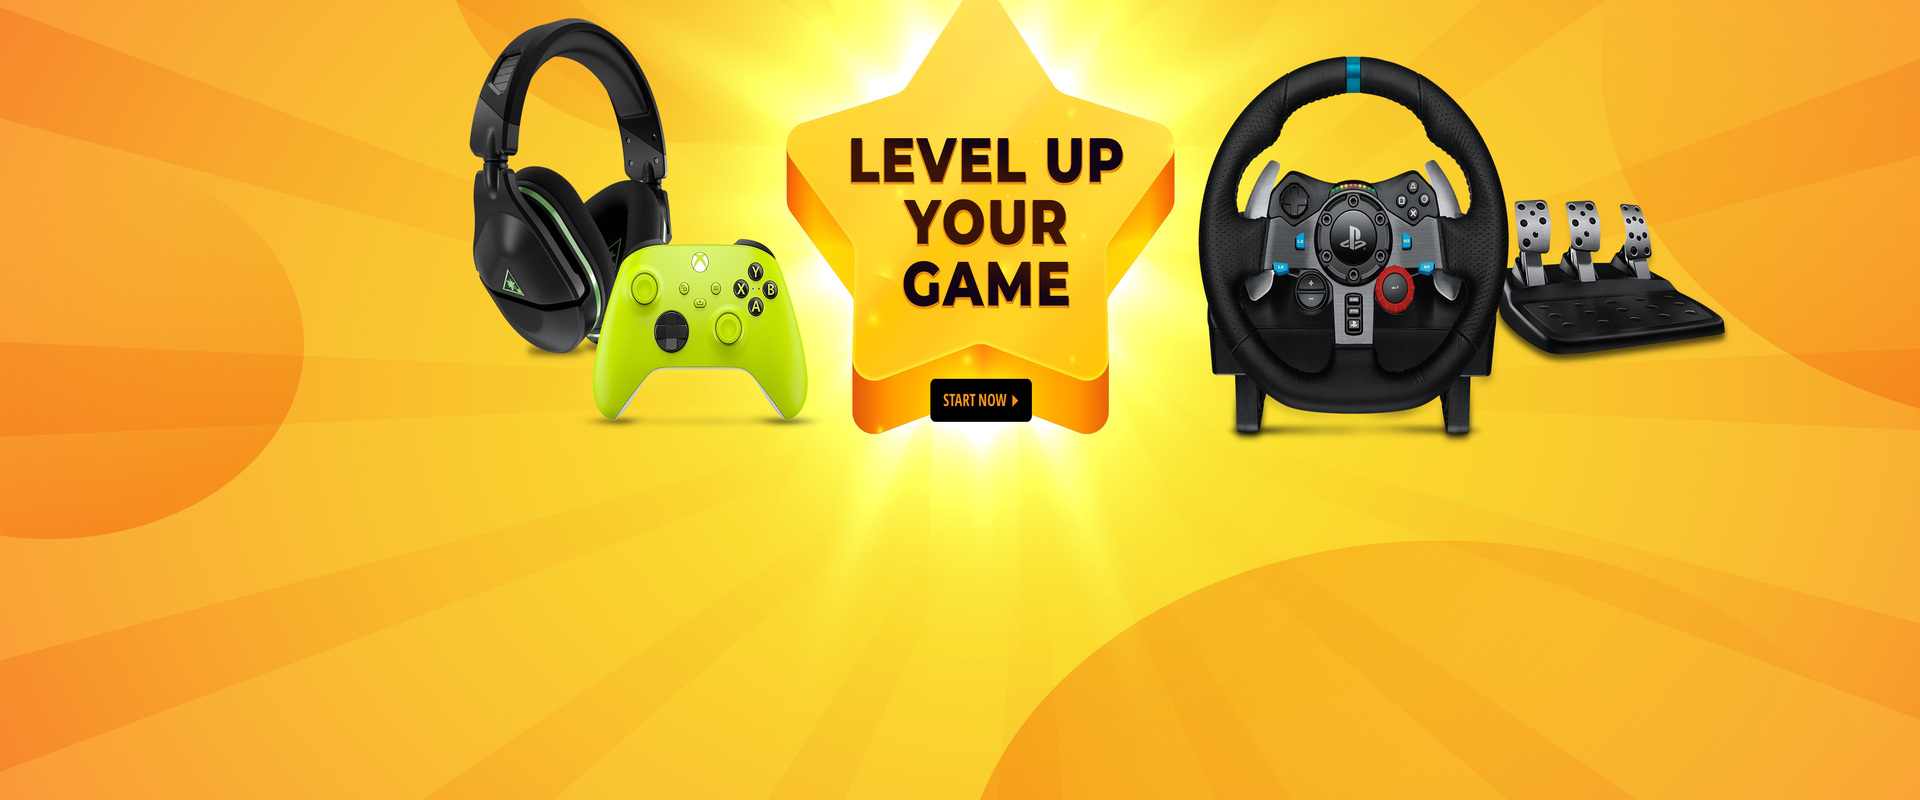 LEVEL UP
YOUR
GAME
START NOW
Y
X
B
A